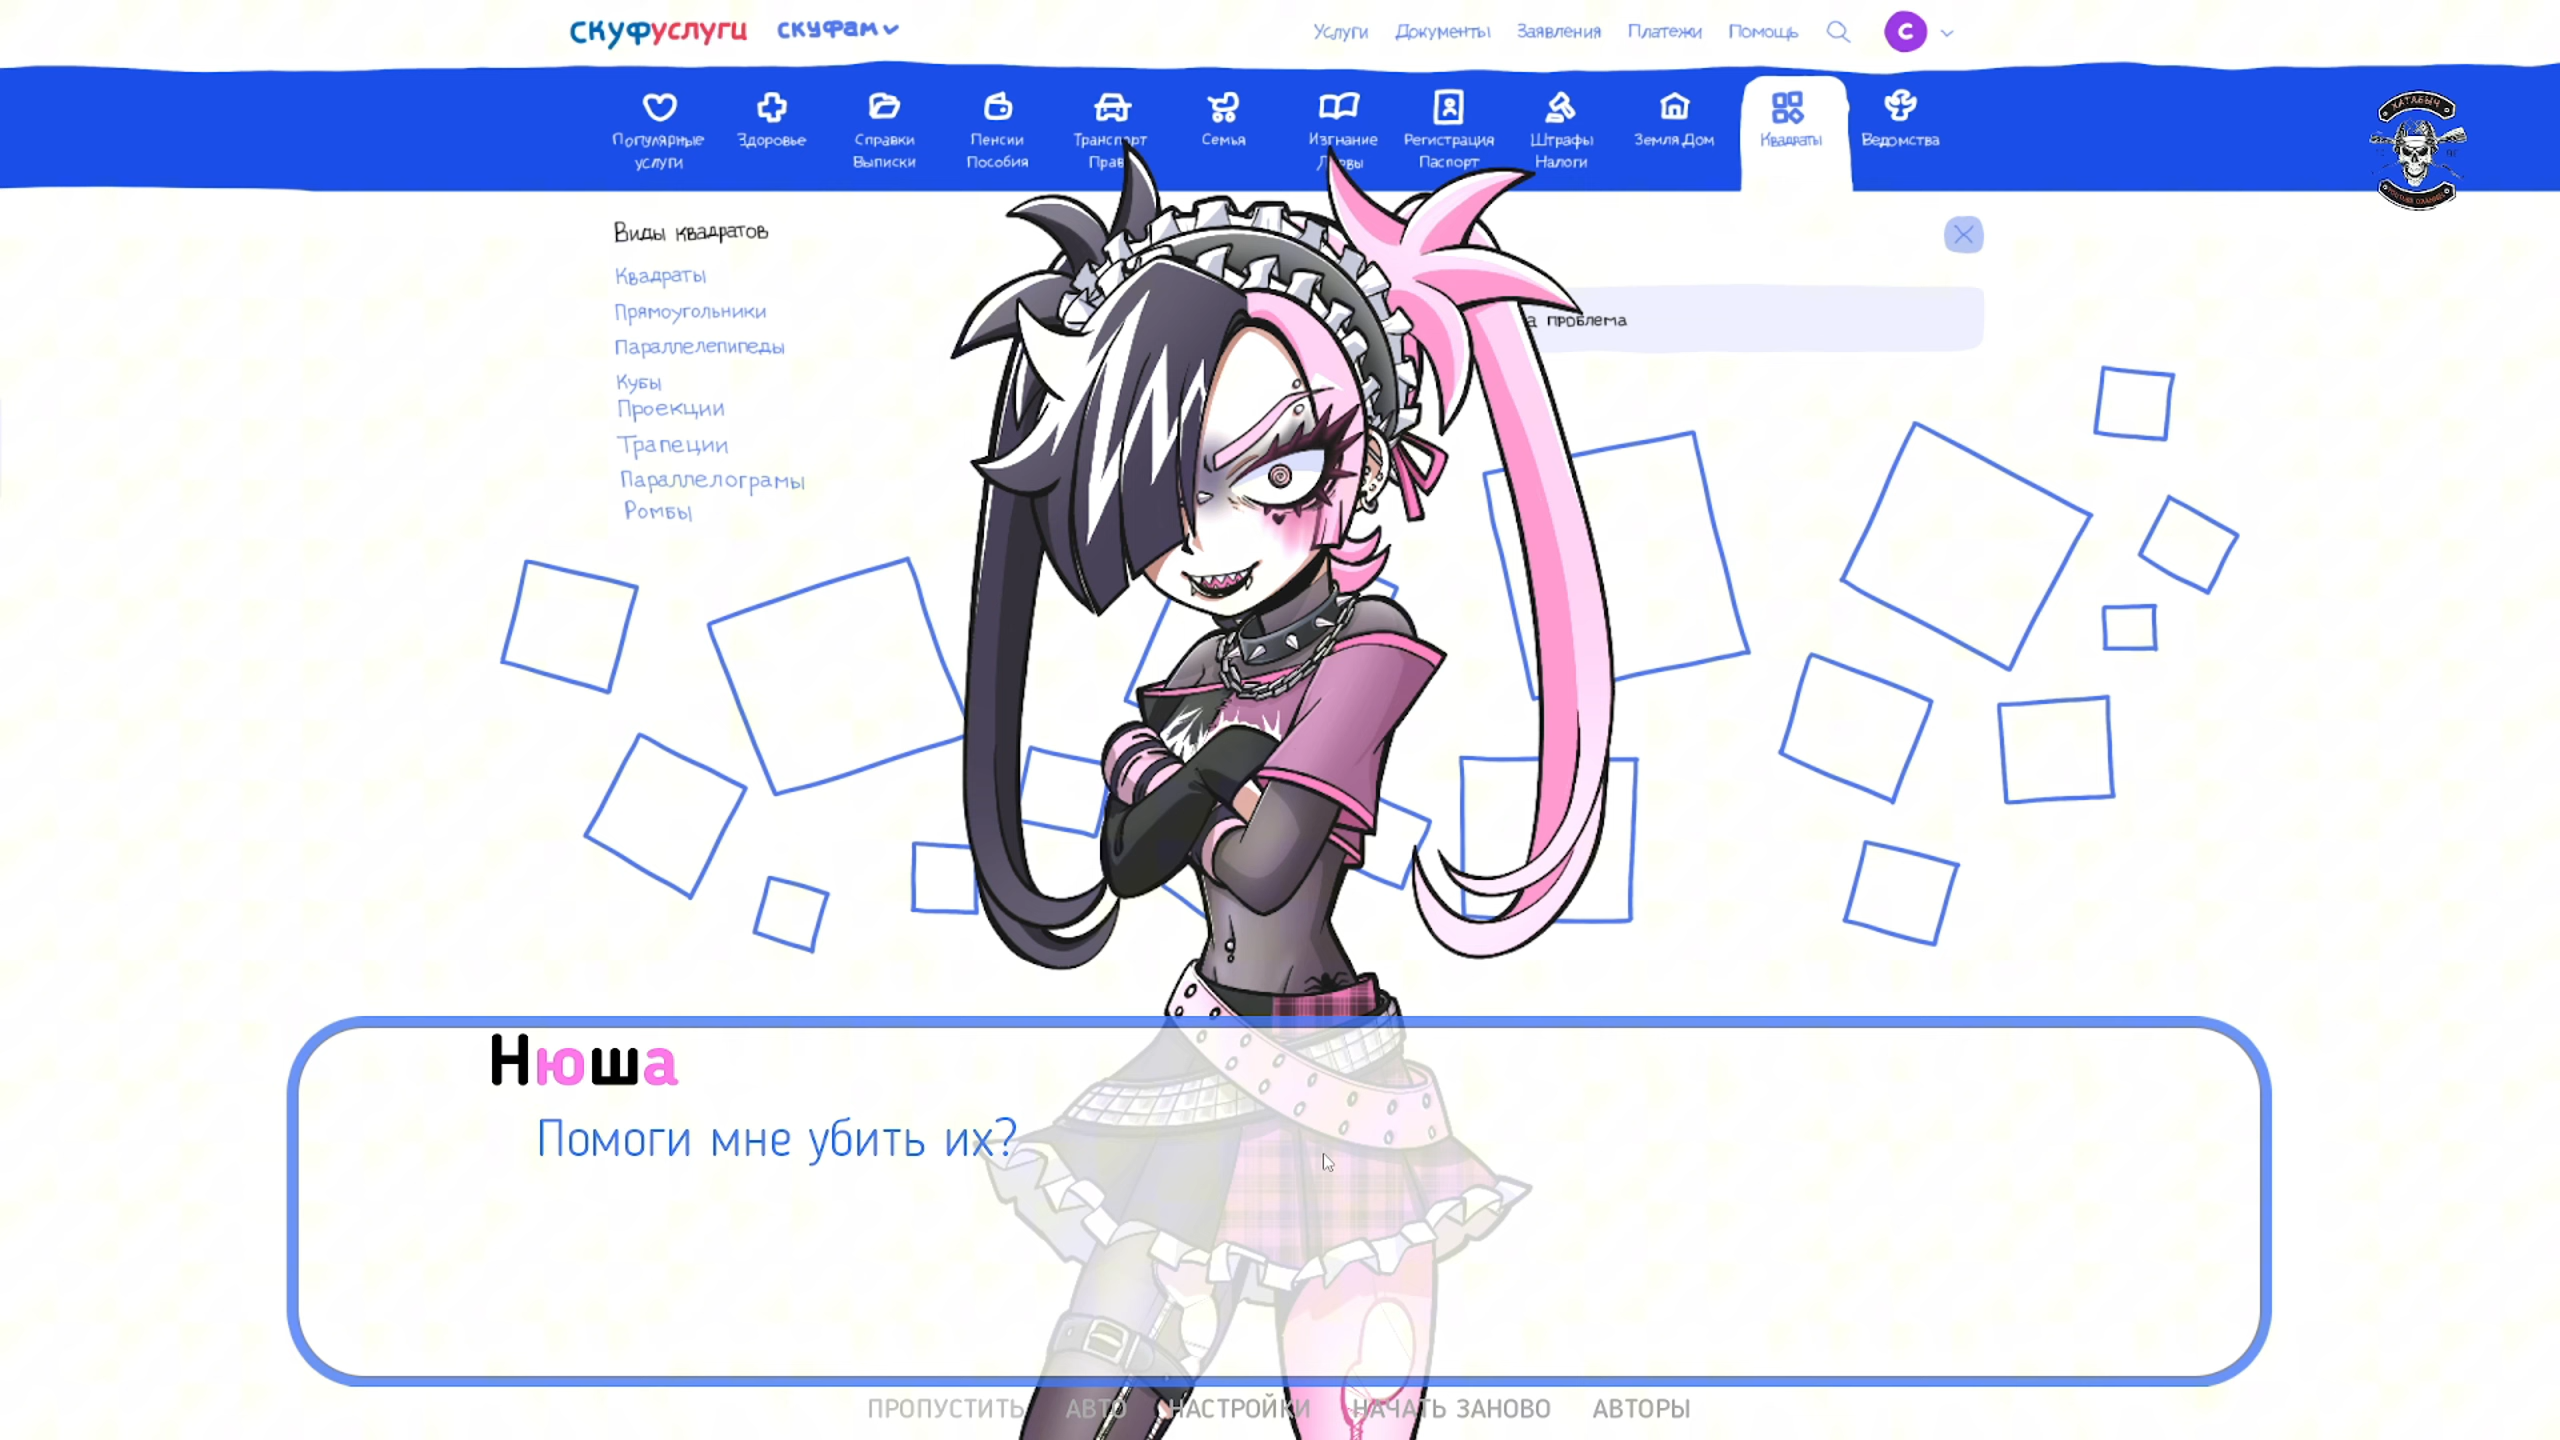 скуфуслуги скуфам
Услуги Документы Заявления Платежи Помощь С
Популярные услуги
Здоровье
Справки Выписки
Пенсии Пособия
Транспорт
Семья
Изгнание
Регистрация Паспорт
Штрафы Налоги
Земля Дом
Квадраты
Ведомства
ХАТАБЫЧ
Виды квадратов
Квадраты
Прямоугольники
Параллелепипеды
Кубы
Проекции
Трапеции
Параллелограмы
Ромбы
а проблема
Нюша
Помоги мне убить их?
ПРОПУСТИТЬ АВТО НАСТРОЙКИ НАЧАТЬ ЗАНОВО АВТОРЫ